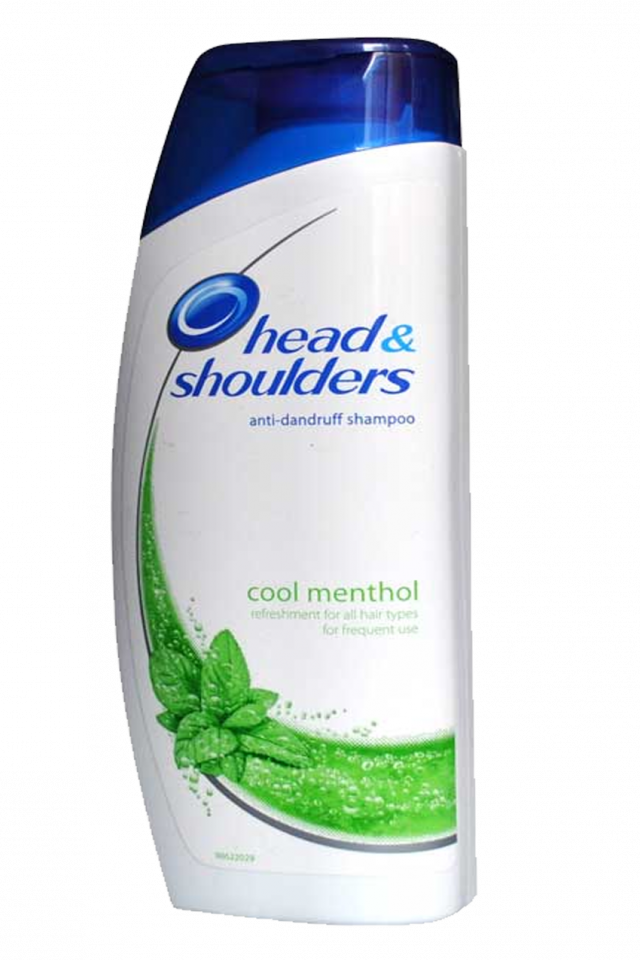 head &
shoulders
anti-dandruff shampoo
cool menthol
refreshment for all hair types
for frequent use